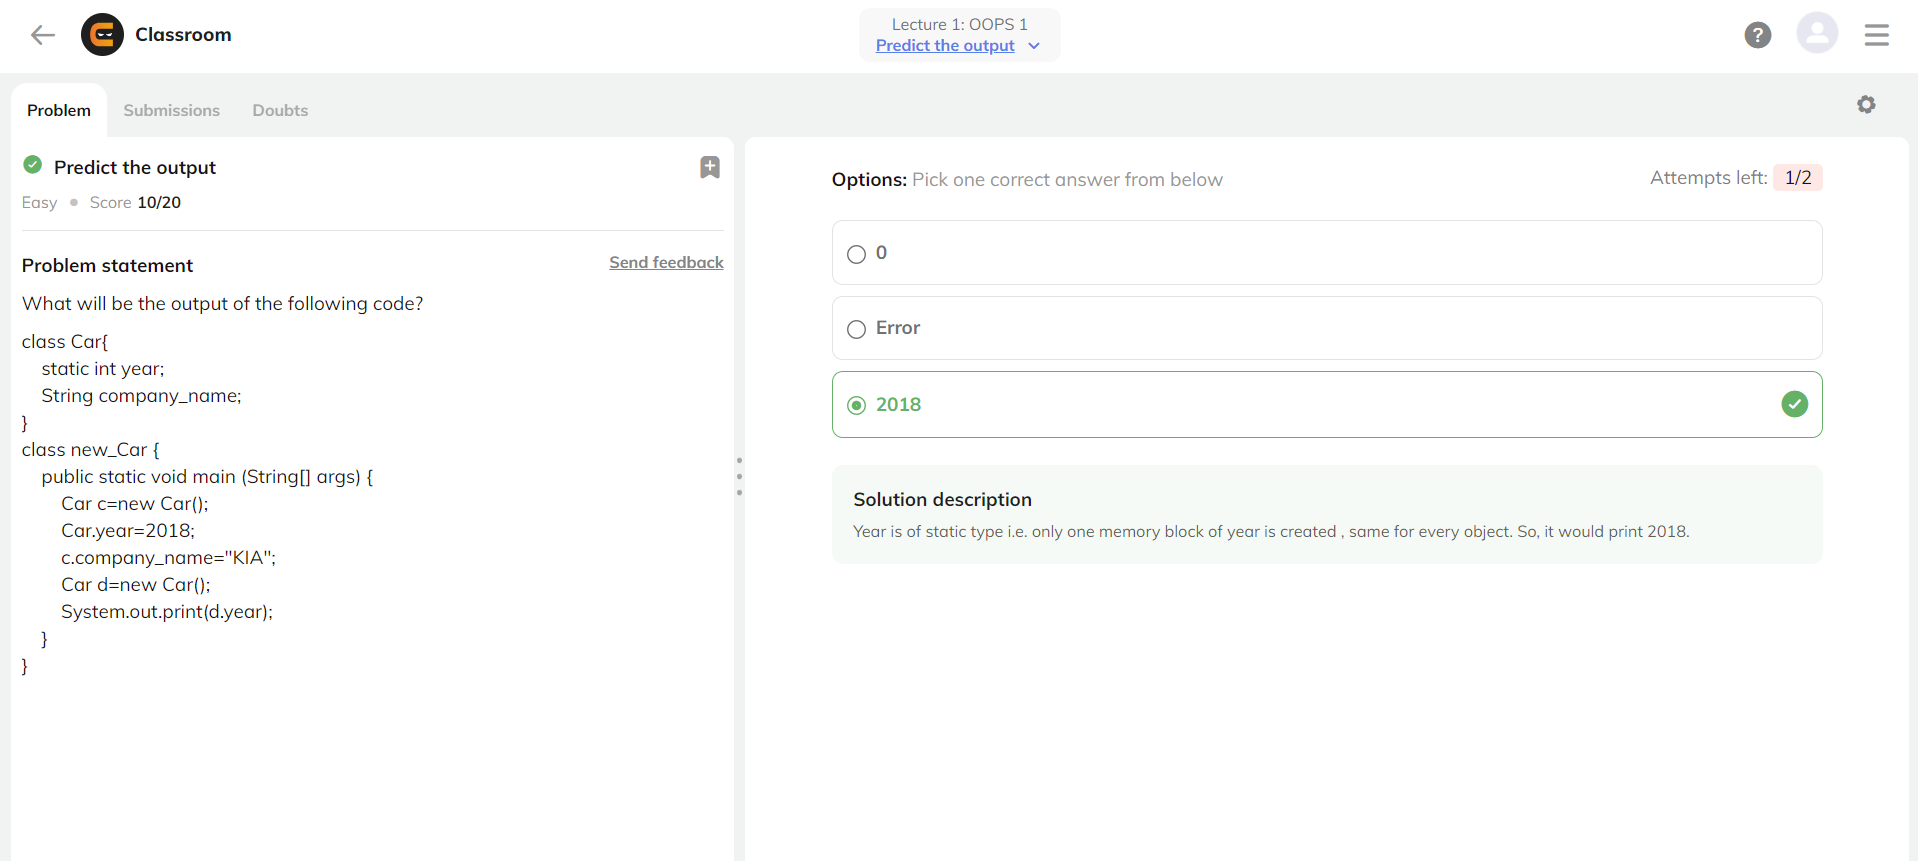 Classroom
Lecture 1: OOPS 1
Predict the output
?
Problem
Submissions
Doubts
Predict the output
Easy
Score 10/20
Problem statement
Send feedback
What will be the output of the following code?
class Car{
    static int year;
    String company_name;
}
class new_Car {
    public static void main (String[] args) {
        Car c=new Car();
        Car.year=2018;
        c.company_name="KIA";
        Car d=new Car();
        System.out.print(d.year);
    }
}
Options: Pick one correct answer from below
Attempts left: 1/2
0
Error
2018
Solution description
Year is of static type i.e. only one memory block of year is created , same for every object. So, it would print 2018.